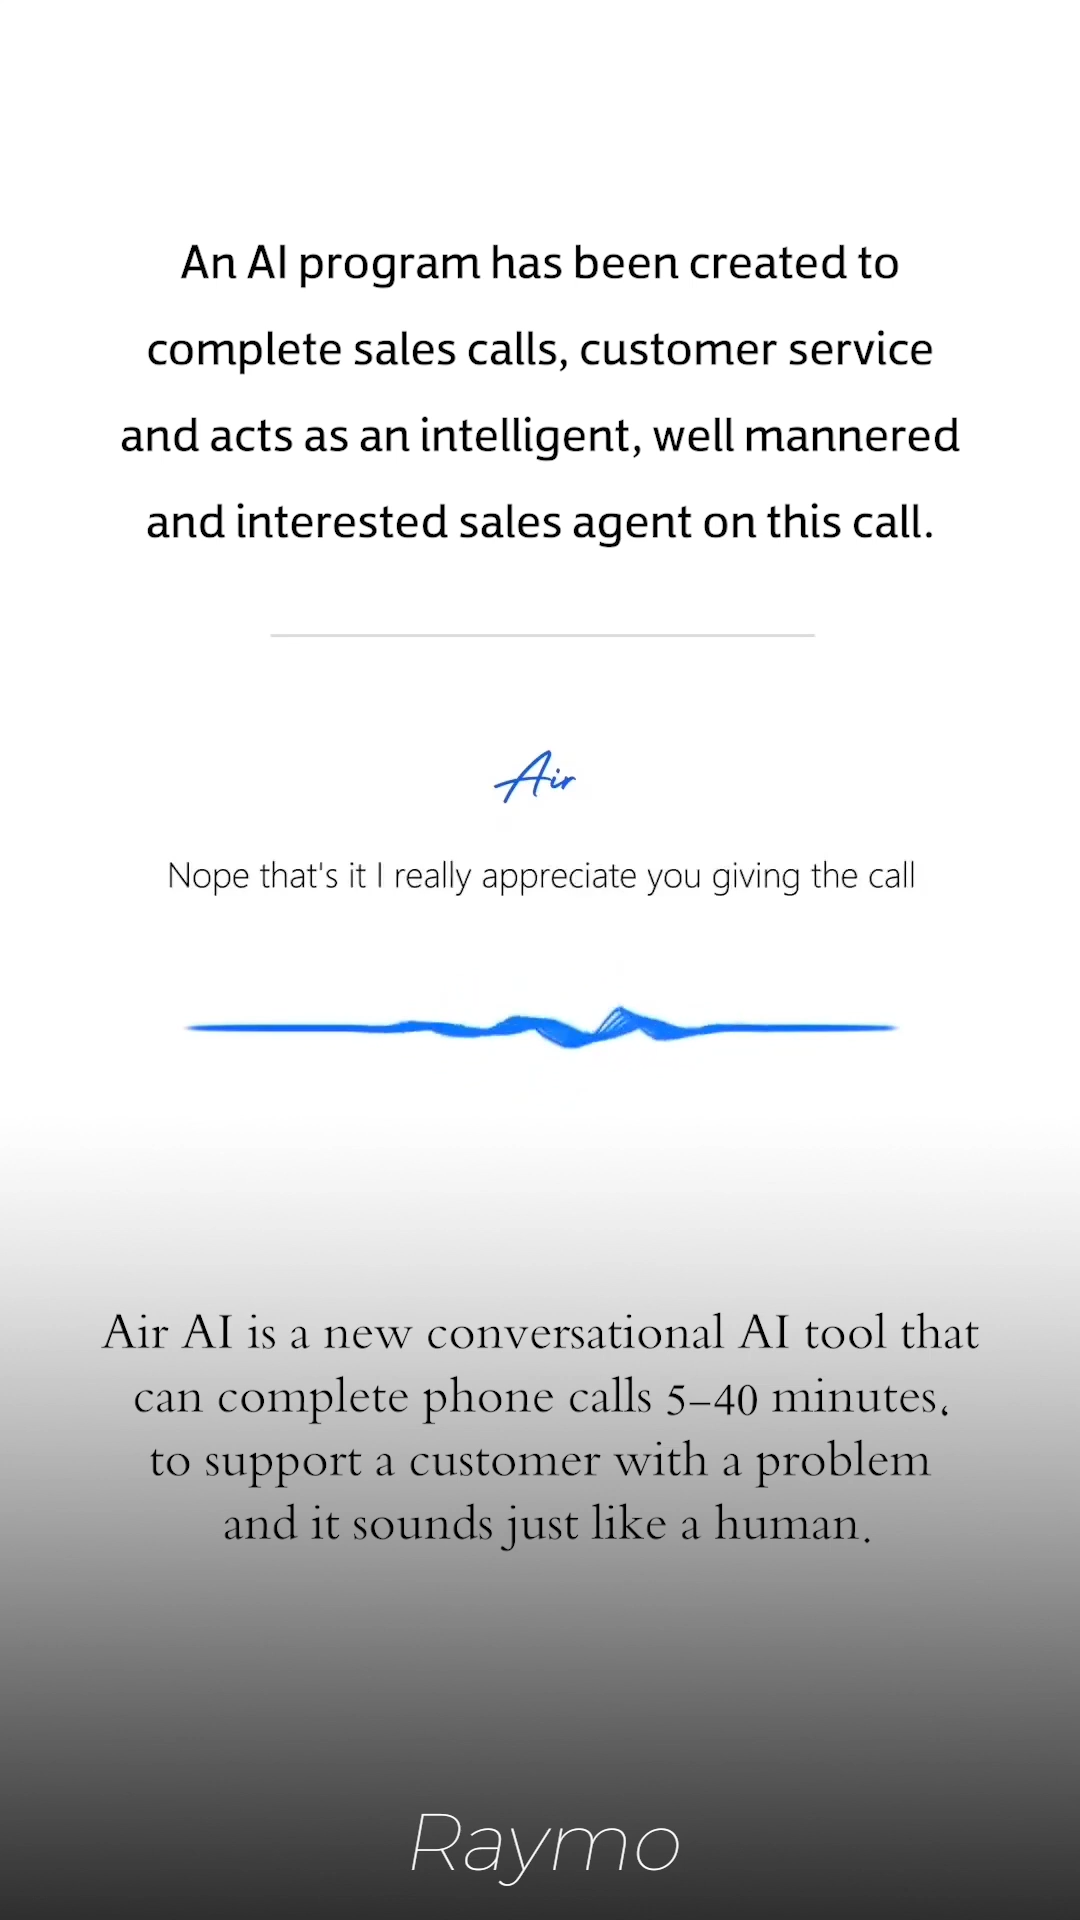 An AI program has been created to
complete sales calls, customer service
and acts as an intelligent, well mannered
and interested sales agent on this call.
Air
Nope that's it I really appreciate you giving the call
Air AI is a new conversational AI tool that
can complete phone calls 5–40 minutes,
to support a customer with a problem
and it sounds just like a human.
Raymo